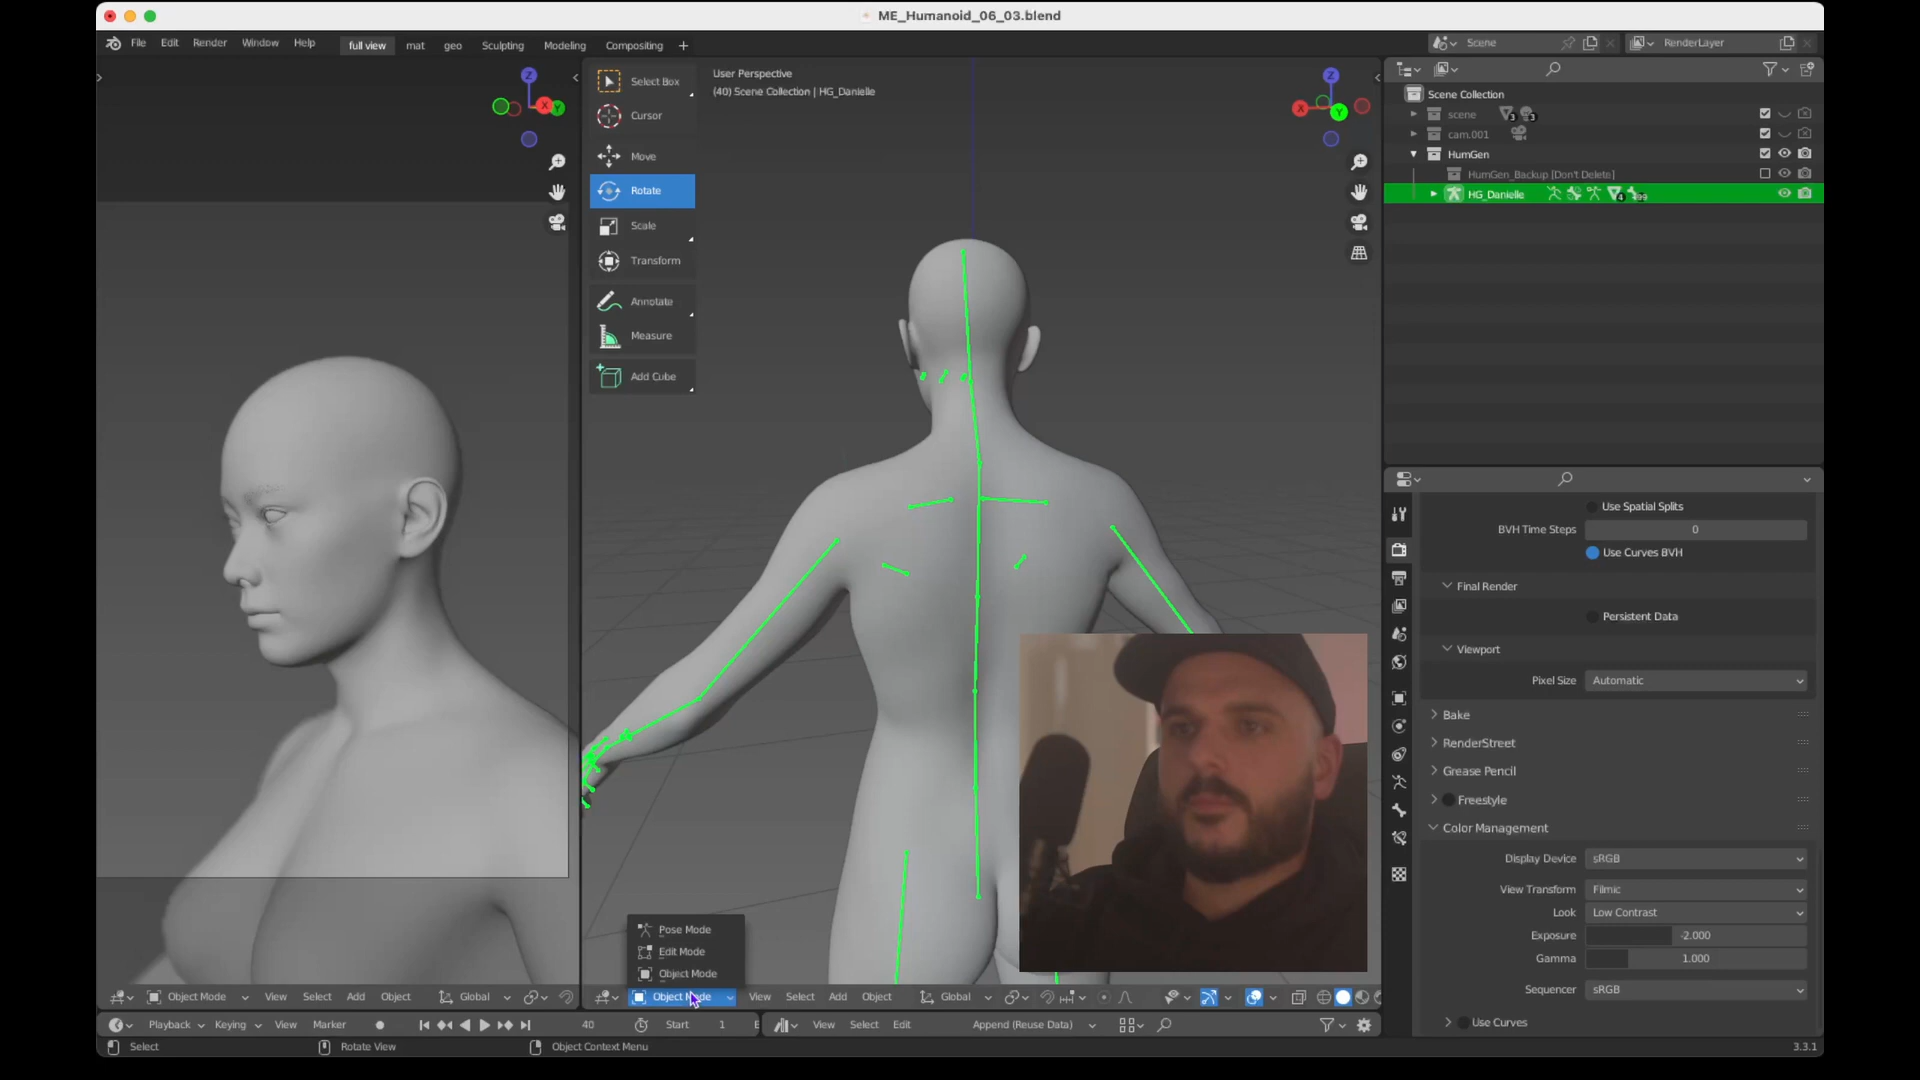 ME_Humanoid_06_03.blend
File Edit Render Window Help
full view mat geo Sculpting Modeling Compositing +
Scene
RenderLayer
Select Box
Cursor
Move
Rotate
Scale
Transform
Annotate
Measure
Add Cube
User Perspective
(40) Scene Collection | HG_Danielle
Z
X
Y
Z
X
Y
Scene Collection
scene
3
3
cam.001
HumGen
HumGen_Backup [Don't Delete]
HG_Danielle
4
Use Spatial Splits
BVH Time Steps 0
Use Curves BVH
Final Render
Persistent Data
Viewport
Pixel Size Automatic
Bake
RenderStreet
Grease Pencil
Freestyle
Color Management
Display Device sRGB
View Transform Filmic
Look Low Contrast
Exposure -2.000
Gamma 1.000
Sequencer sRGB
Use Curves
Pose Mode
Edit Mode
Object Mode
Object Mode View Select Add Object Global
Object Mode View Select Add Object Global
Playback Keying View Marker 40 Start 1 E
View Select Edit Append (Reuse Data)
Select Rotate View Object Context Menu 3.3.1